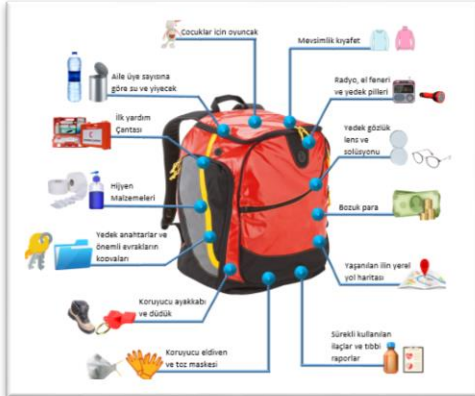 Çocuklar için oyuncak
Mevsimlik kıyafet
Aile üye sayısına
göre su ve yiyecek
Radyo, el feneri
ve yedek pilleri
İlk yardım
Çantası
Yedek gözlük
lens ve
solüsyonu
Hijyen
Malzemeleri
Bozuk para
Yedek anahtarlar ve
önemli evrakların
kopyaları
Yaşanılan ilin yerel
yol haritası
Koruyucu ayakkabı
ve düdük
Sürekli kullanılan
ilaçlar ve tıbbi
raporlar
Koruyucu eldiven
ve toz maskesi